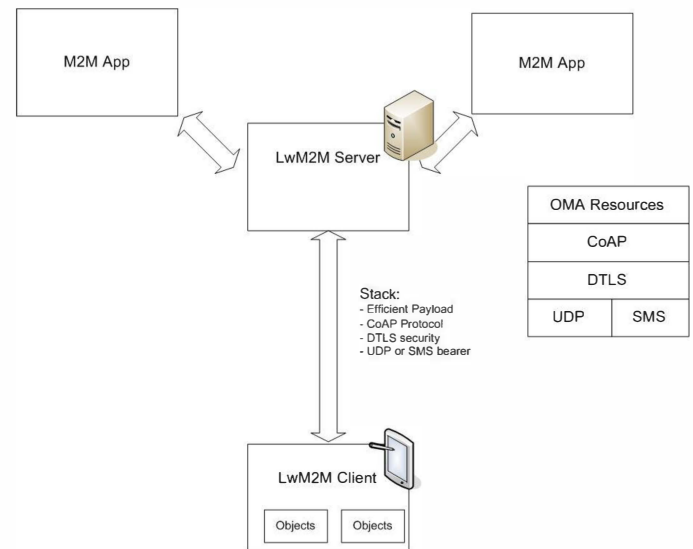 M2M App
M2M App
LwM2M Server
OMA Resources
CoAP
DTLS
UDP
SMS
Stack:
- Efficient Payload
- CoAP Protocol
- DTLS security
- UDP or SMS bearer
LwM2M Client
Objects
Objects